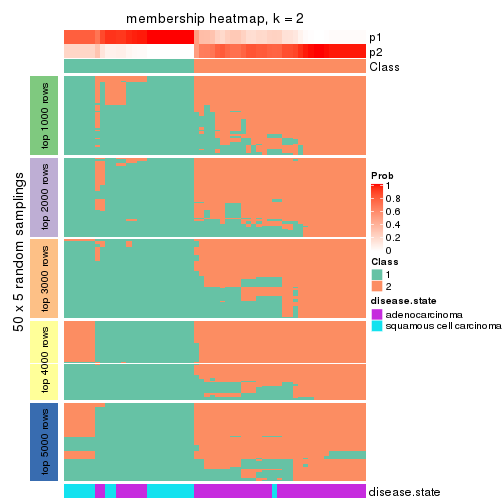 membership heatmap, k = 2
p1
p2
Class
50 x 5 random samplings
top 1000 rows
top 2000 rows
top 3000 rows
top 4000 rows
top 5000 rows
Prob
1
0.8
0.6
0.4
0.2
0
Class
1
2
disease.state
adenocarcinoma
squamous cell carcinoma
disease.state